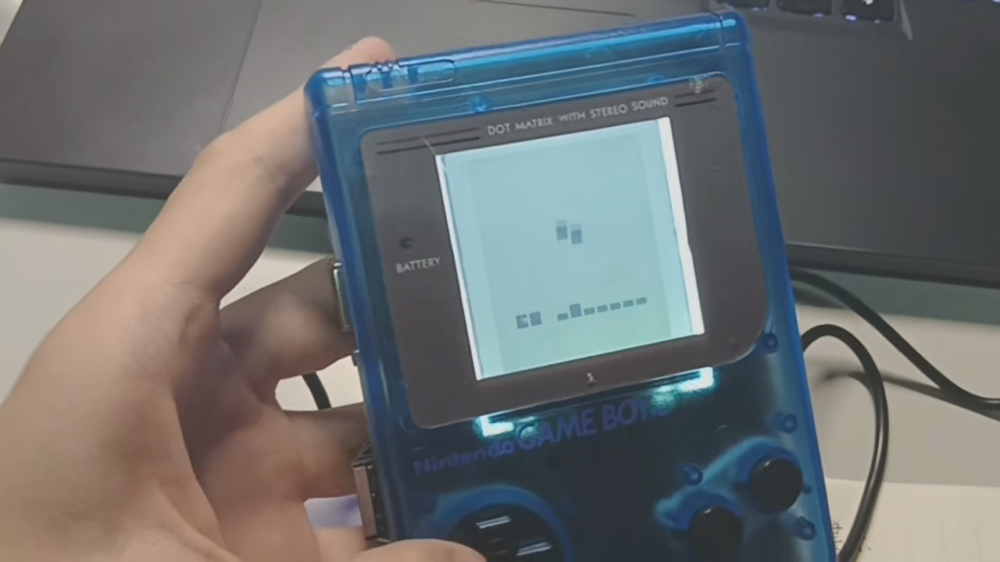 DOT MATRIX WITH STEREO SOUND
BATTERY
Nintendo GAME BOY